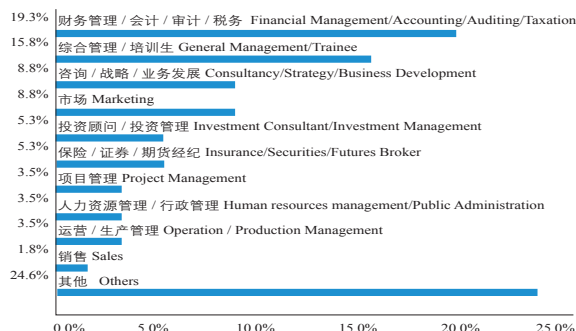 19.3% 财务管理 / 会计 / 审计 / 税务 Financial Management/Accounting/Auditing/Taxation
15.8% 综合管理 / 培训生 General Management/Trainee
8.8% 咨询 / 战略 / 业务发展 Consultancy/Strategy/Business Development
8.8% 市场 Marketing
5.3% 投资顾问 / 投资管理 Investment Consultant/Investment Management
5.3% 保险 / 证券 / 期货经纪 Insurance/Securities/Futures Broker
3.5% 项目管理 Project Management
3.5% 人力资源管理 / 行政管理 Human resources management/Public Administration
3.5% 运营 / 生产管理 Operation / Production Management
1.8% 销售 Sales
24.6% 其他 Others
0.0% 5.0% 10.0% 15.0% 20.0% 25.0%